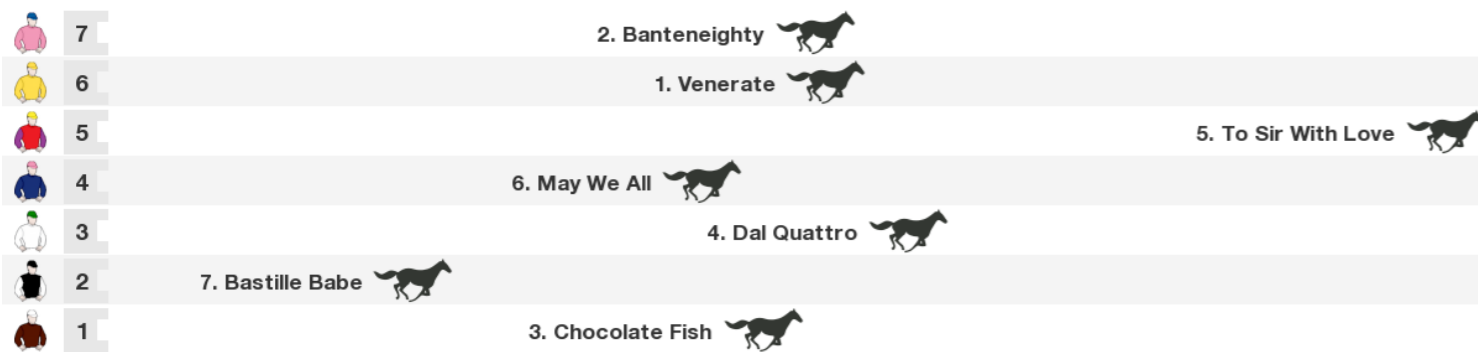 7 2. Banteneighty
6 1. Venerate
5 5. To Sir With Love
4 6. May We All
3 4. Dal Quattro
2 7. Bastille Babe
1 3. Chocolate Fish